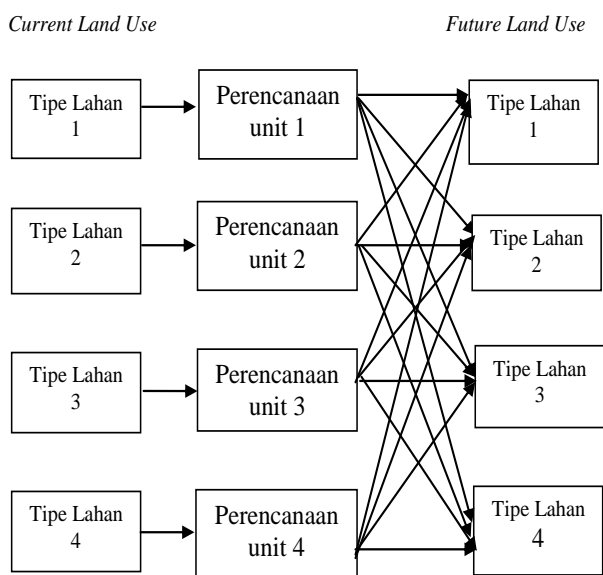 Current Land Use
Future Land Use
Tipe Lahan
1
Perencanaan
unit 1
Tipe Lahan
1
Tipe Lahan
2
Perencanaan
unit 2
Tipe Lahan
2
Tipe Lahan
3
Perencanaan
unit 3
Tipe Lahan
3
Tipe Lahan
4
Perencanaan
unit 4
Tipe Lahan
4